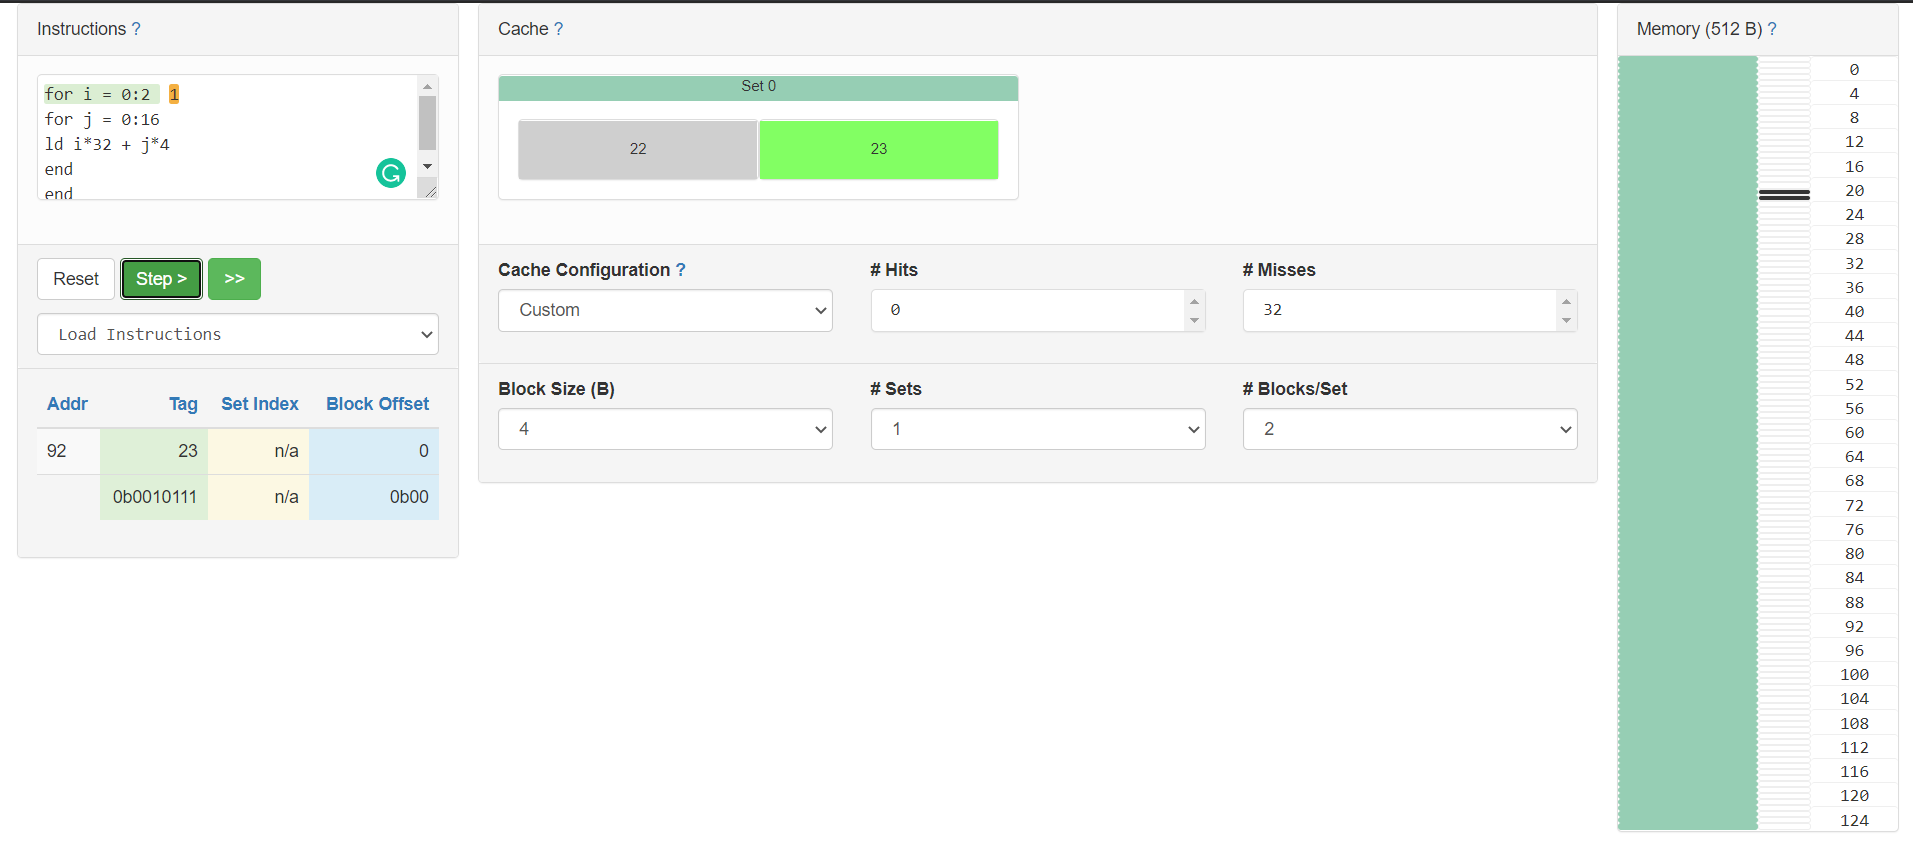 Instructions ?
for i = 0:2 1
for j = 0:16
ld i*32 + j*4
end
end
Reset
Step >
>>
Load Instructions
Addr Tag Set Index Block Offset
92 23 n/a 0
0b0010111 n/a 0b00
Cache ?
Set 0
22 23
Cache Configuration ? # Hits # Misses
Custom 0 32
Block Size (B) # Sets # Blocks/Set
4 1 2
Memory (512 B) ?
0
4
8
12
16
20
24
28
32
36
40
44
48
52
56
60
64
68
72
76
80
84
88
92
96
100
104
108
112
116
120
124